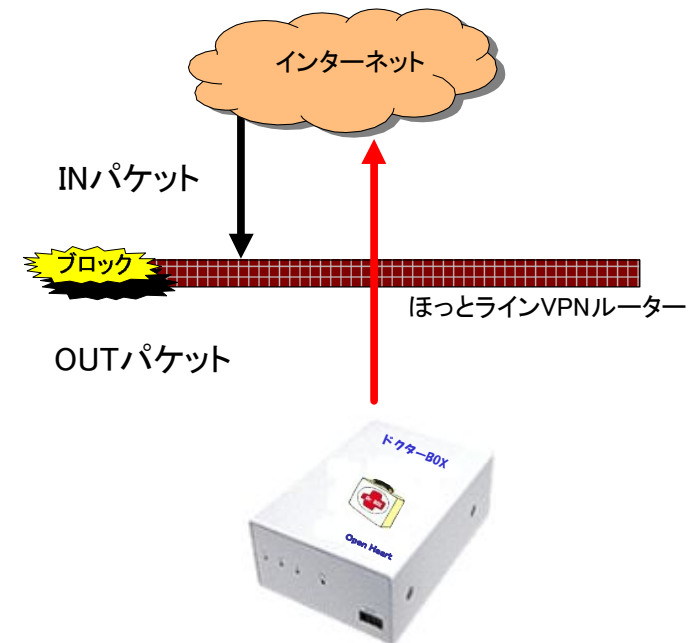 インターネット
INパケット
ブロック
ほっとラインVPNルーター
OUTパケット
ドクターBOX
Open Heart